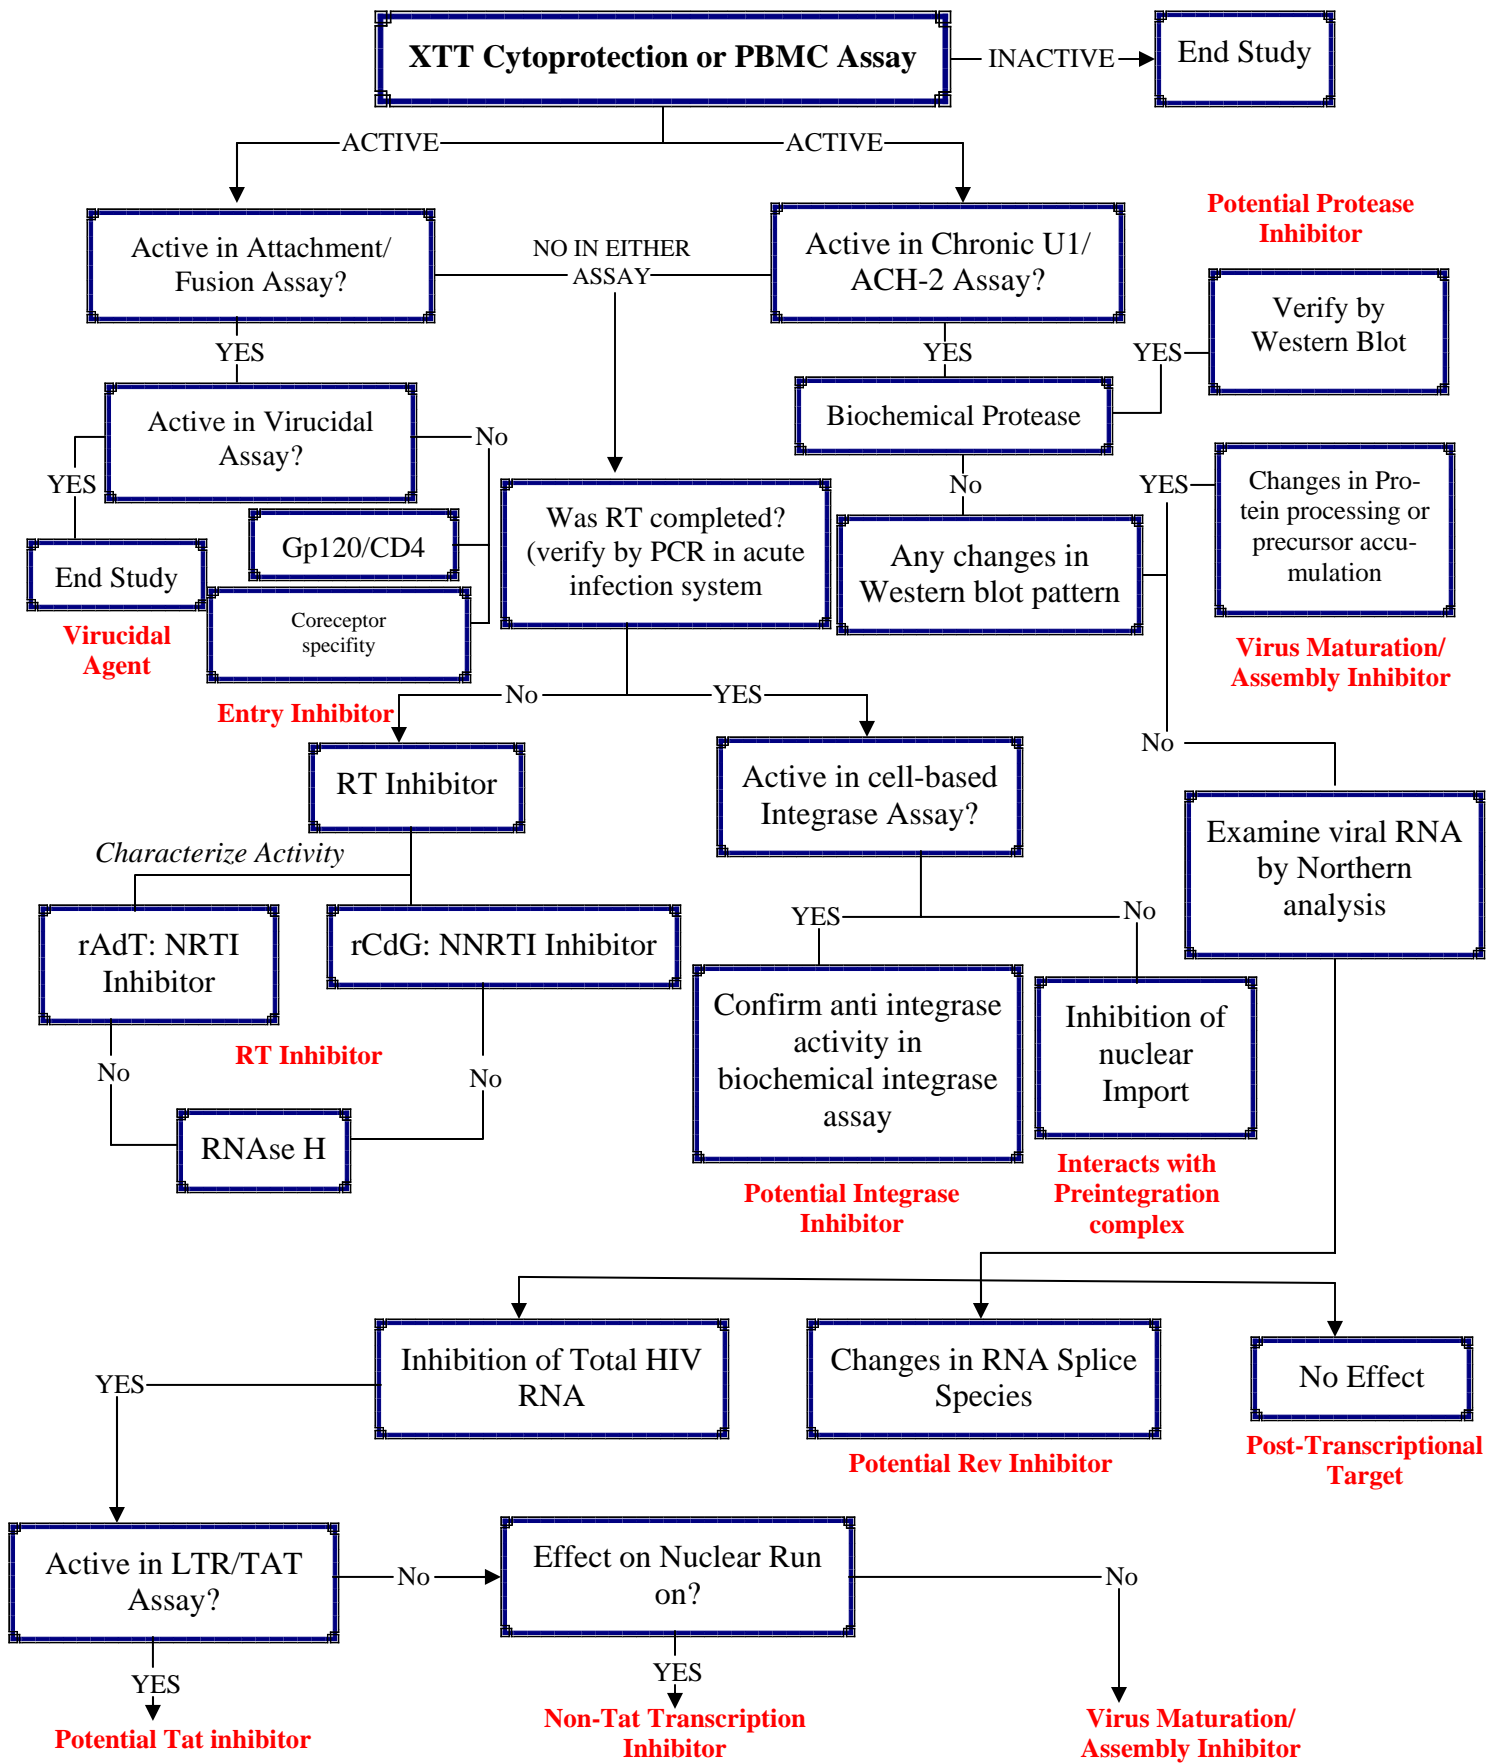 XTT Cytoprotection or PBMC Assay
INACTIVE
End Study
ACTIVE
ACTIVE
Active in Attachment/
Fusion Assay?
NO IN EITHER
ASSAY
Active in Chronic U1/
ACH-2 Assay?
Potential Protease
Inhibitor
Verify by
Western Blot
YES
YES
YES
Active in Virucidal
Assay?
No
Biochemical Protease
YES
No
YES
Changes in Pro-
tein processing or
precursor accu-
mulation
Virus Maturation/
Assembly Inhibitor
End Study
Virucidal
Agent
Gp120/CD4
Coreceptor
specifity
Entry Inhibitor
Was RT completed?
(verify by PCR in acute
infection system
Any changes in
Western blot pattern
No
YES
No
RT Inhibitor
Active in cell-based
Integrase Assay?
Examine viral RNA
by Northern
analysis
Characterize Activity
rAdT: NRTI
Inhibitor
rCdG: NNRTI Inhibitor
YES
No
RT Inhibitor
No
No
RNAse H
Confirm anti integrase
activity in
biochemical integrase
assay
Inhibition of
nuclear
Import
Potential Integrase
Inhibitor
Interacts with
Preintegration
complex
Inhibition of Total HIV
RNA
Changes in RNA Splice
Species
No Effect
YES
Potential Rev Inhibitor
Post-Transcriptional
Target
Active in LTR/TAT
Assay?
No
Effect on Nuclear Run
on?
No
YES
YES
Potential Tat inhibitor
Non-Tat Transcription
Inhibitor
Virus Maturation/
Assembly Inhibitor